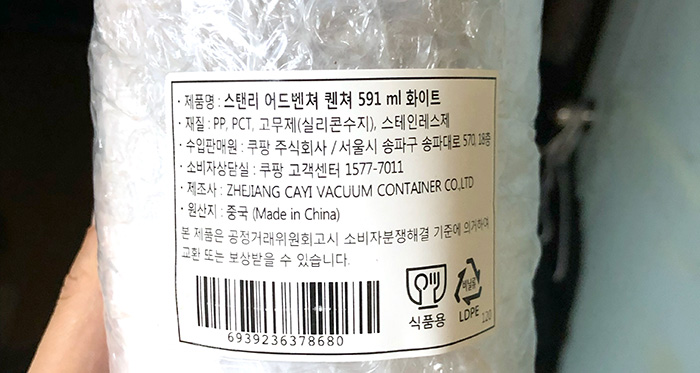 · 제품명 : 스탠리 어드벤쳐 퀜쳐 591 ml 화이트
· 재질 : PP, PCT, 고무제(실리콘수지), 스테인레스제
· 수입판매원 : 쿠팡 주식회사 / 서울시 송파구 송파대로 570, 18층
· 소비자상담실 : 쿠팡 고객센터 1577-7011
· 제조사 : ZHEJIANG CAYI VACUUM CONTAINER CO.,LTD
· 원산지 : 중국 (Made in China)
본 제품은 공정거래위원회고시 소비자분쟁해결 기준에 의거하여
교환 또는 보상받을 수 있습니다.
6939236378680
식품용
비닐류
LDPE
120